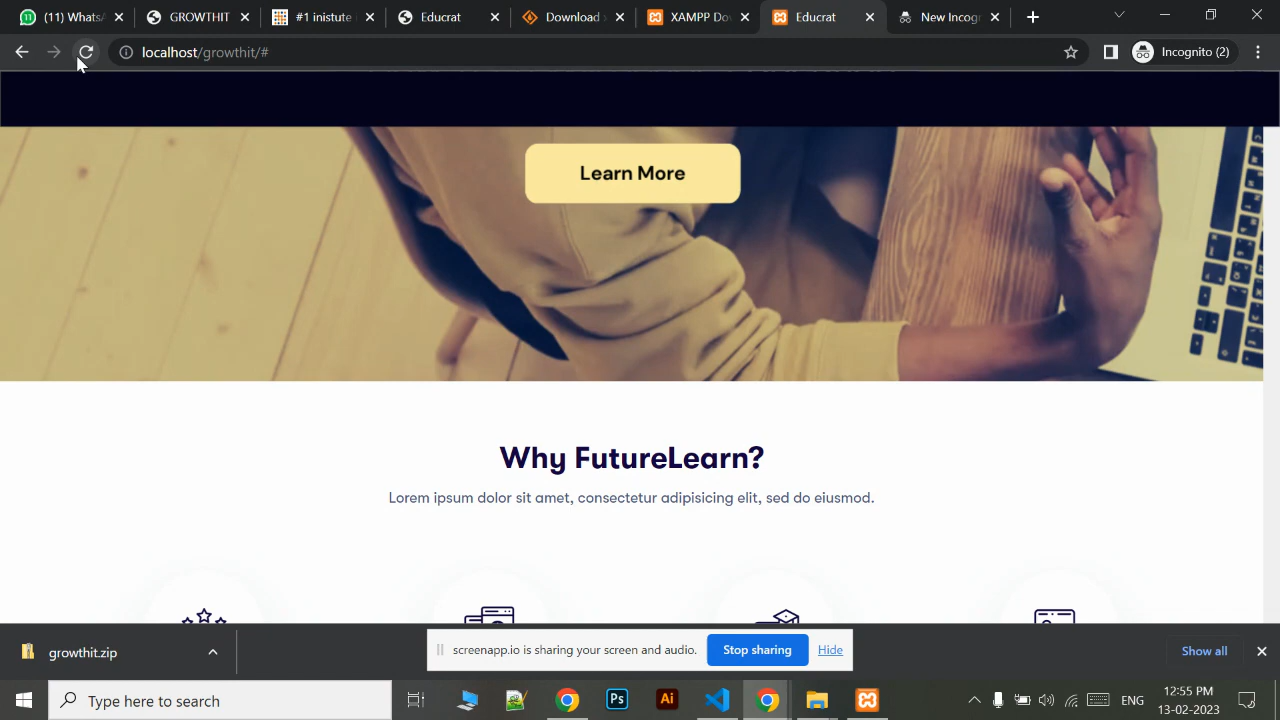 (11) WhatsA
GROWTHIT
#1 inistute
Educrat
Download
XAMPP Do
Educrat
New Incog
localhost/growthit/#
Incognito (2)
Learn More
Why FutureLearn?
Lorem ipsum dolor sit amet, consectetur adipisicing elit, sed do eiusmod.
growthit.zip
screenapp.io is sharing your screen and audio.
Stop sharing
Hide
Show all
Type here to search
Ps
Ai
ENG
12:55 PM
13-02-2023